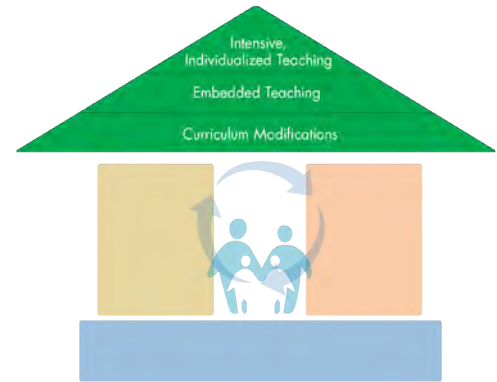 Intensive,
Individualized Teaching
Embedded Teaching
Curriculum Modifications